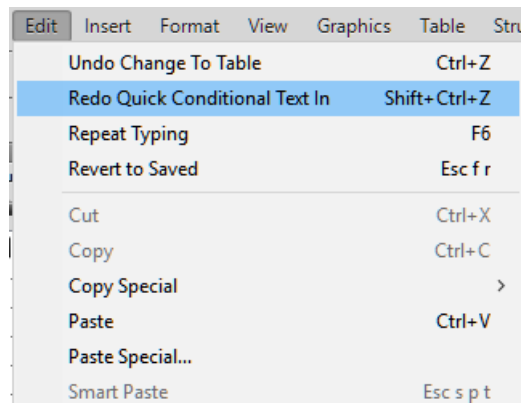 Edit Insert Format View Graphics Table Stru
Undo Change To Table Ctrl+Z
Redo Quick Conditional Text In Shift+Ctrl+Z
Repeat Typing F6
Revert to Saved Esc f r
Cut Ctrl+X
Copy Ctrl+C
Copy Special >
Paste Ctrl+V
Paste Special...
Smart Paste Esc s p t